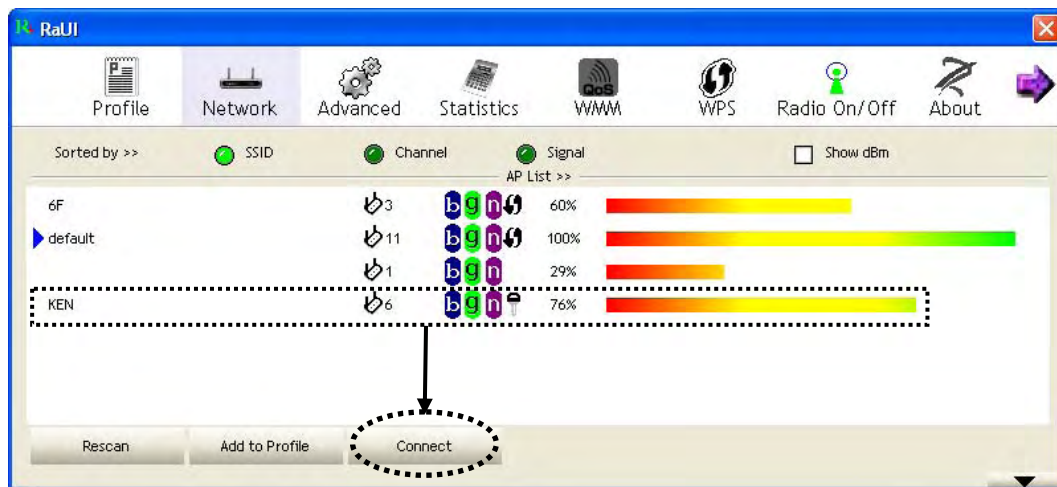 RaUI
Profile Network Advanced Statistics QoS WMM WPS Radio On/Off About
Sorted by >> SSID Channel Signal Show dBm
AP List >>
6F 3 b g n 60%
default 11 b g n 100%
1 b g n 29%
KEN 6 b g n 76%
Rescan Add to Profile Connect